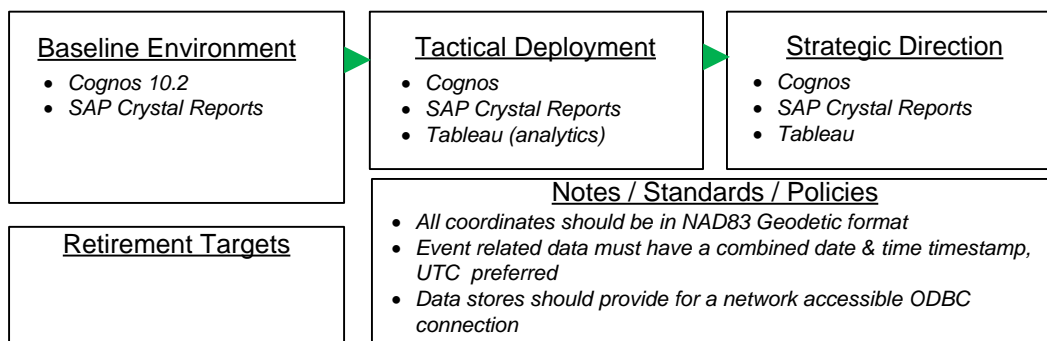 Baseline Environment
• Cognos 10.2
• SAP Crystal Reports
Tactical Deployment
• Cognos
• SAP Crystal Reports
• Tableau (analytics)
Strategic Direction
• Cognos
• SAP Crystal Reports
• Tableau
Retirement Targets
Notes / Standards / Policies
• All coordinates should be in NAD83 Geodetic format
• Event related data must have a combined date & time timestamp,
UTC preferred
• Data stores should provide for a network accessible ODBC
connection